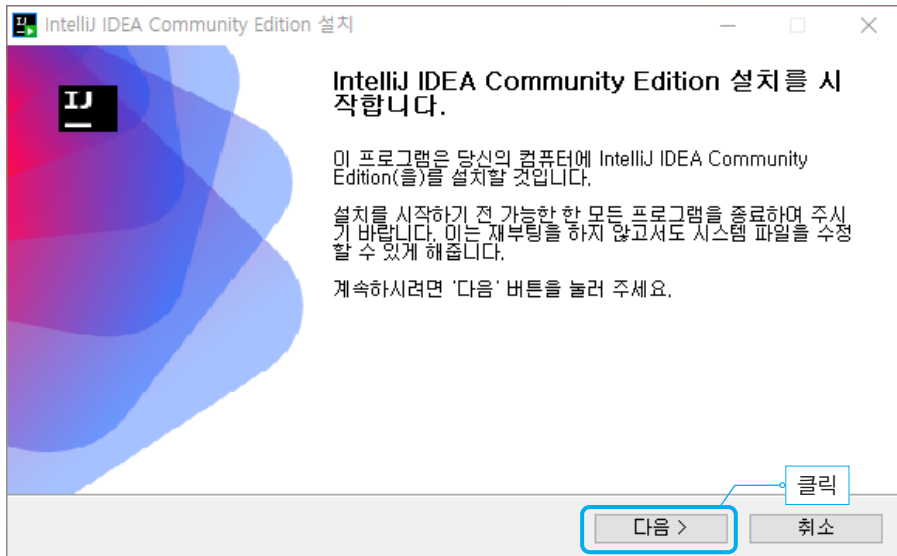 IntelliJ IDEA Community Edition 설치
IJ
IntelliJ IDEA Community Edition 설치를 시
작합니다.
이 프로그램은 당신의 컴퓨터에 IntelliJ IDEA Community
Edition(을)를 설치할 것입니다.
설치를 시작하기 전 가능한 한 모든 프로그램을 종료하여 주시
기 바랍니다. 이는 재부팅을 하지 않고서도 시스템 파일을 수정
할 수 있게 해줍니다.
계속하시려면 '다음' 버튼을 눌러 주세요.
클릭
다음 >
취소